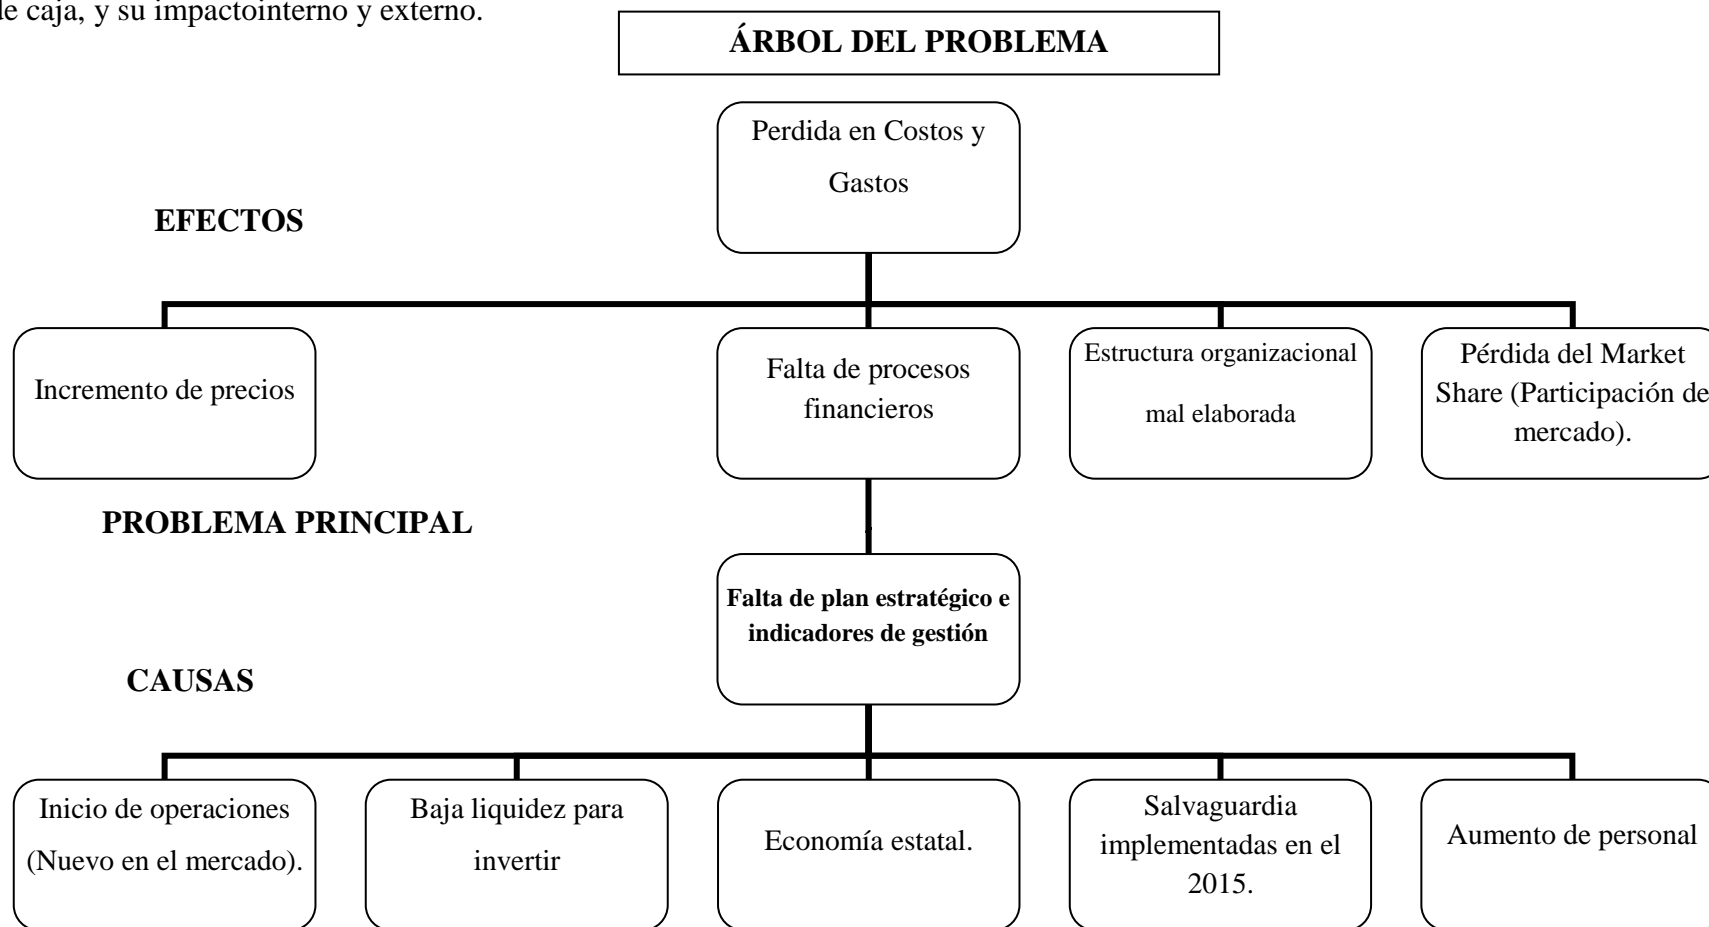 de caja, y su impactointerno y externo.
ÁRBOL DEL PROBLEMA
Perdida en Costos y
Gastos
EFECTOS
Incremento de precios
Falta de procesos
financieros
Estructura organizacional
mal elaborada
Pérdida del Market
Share (Participación de
mercado).
PROBLEMA PRINCIPAL
Falta de plan estratégico e
indicadores de gestión
CAUSAS
Inicio de operaciones
(Nuevo en el mercado).
Baja liquidez para
invertir
Economía estatal.
Salvaguardia
implementadas en el
2015.
Aumento de personal